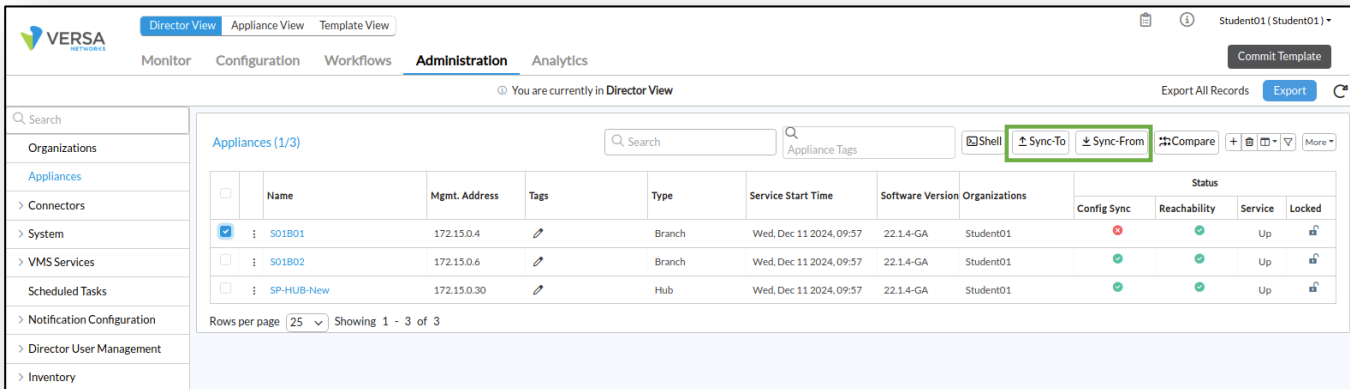 VERSA
NETWORKS
Director View Appliance View Template View
Student01 ( Student01 )
Monitor Configuration Workflows Administration Analytics
Commit Template
You are currently in Director View
Export All Records Export
Search
Organizations
Appliances
Connectors
System
VMS Services
Scheduled Tasks
Notification Configuration
Director User Management
Inventory
Appliances (1/3)
Search
Appliance Tags
Shell Sync-To Sync-From Compare More
Name Mgmt. Address Tags Type Service Start Time Software Version Organizations Status
Config Sync Reachability Service Locked
S01B01 172.15.0.4 Branch Wed, Dec 11 2024, 09:57 22.1.4-GA Student01 Up
S01B02 172.15.0.6 Branch Wed, Dec 11 2024, 09:57 22.1.4-GA Student01 Up
SP-HUB-New 172.15.0.30 Hub Wed, Dec 11 2024, 09:57 22.1.4-GA Student01 Up
Rows per page 25 Showing 1 - 3 of 3